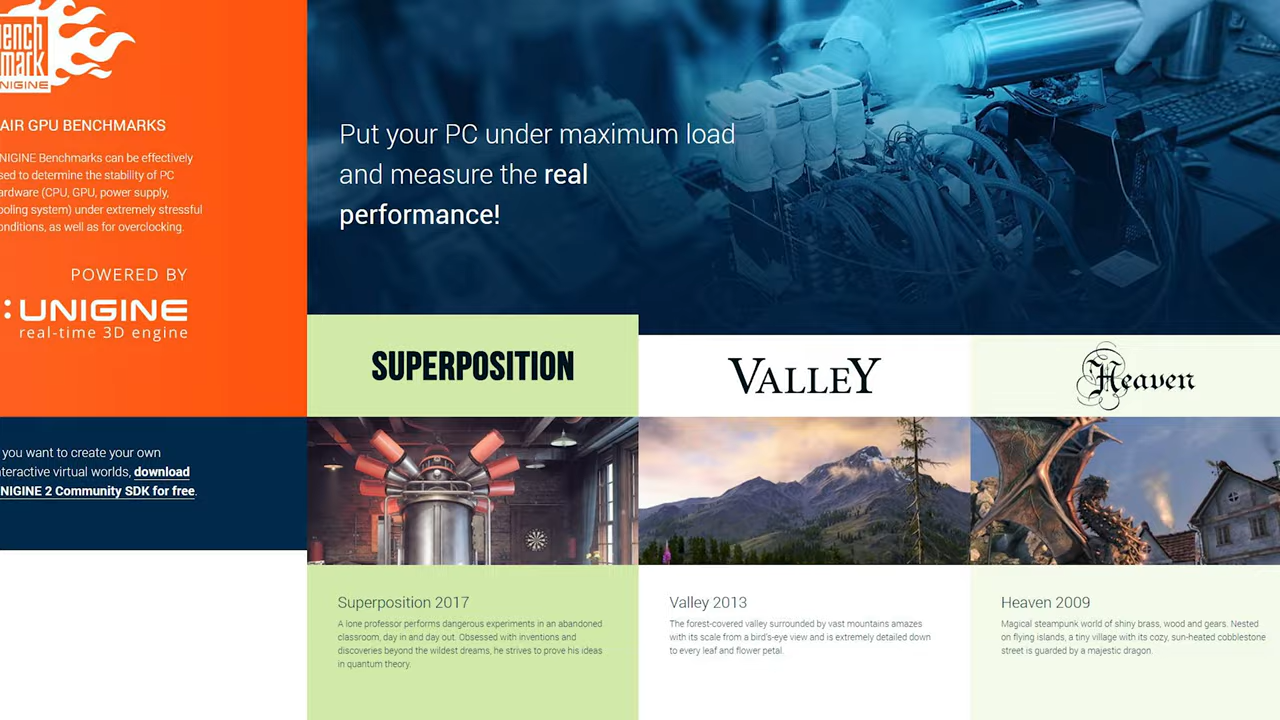 ench
mark
NIGINE
AIR GPU BENCHMARKS
NIGINE Benchmarks can be effectively
sed to determine the stability of PC
ardware (CPU, GPU, power supply,
ooling system) under extremely stressful
onditions, as well as for overclocking.
POWERED BY
:UNIGINE
real-time 3D engine
you want to create your own
nteractive virtual worlds, download
NIGINE 2 Community SDK for free.
Put your PC under maximum load
and measure the real
performance!
SUPERPOSITION
VALLEY
Heaven
Superposition 2017
A lone professor performs dangerous experiments in an abandoned
classroom, day in and day out. Obsessed with inventions and
discoveries beyond the wildest dreams, he strives to prove his ideas
in quantum theory.
Valley 2013
The forest-covered valley surrounded by vast mountains amazes
with its scale from a bird's-eye view and is extremely detailed down
to every leaf and flower petal.
Heaven 2009
Magical steampunk world of shiny brass, wood and gears. Nested
on flying islands, a tiny village with its cozy, sun-heated cobblestone
street is guarded by a majestic dragon.